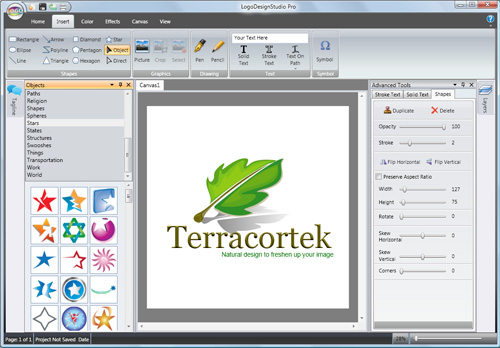 LogoDesignStudio Pro
Home Insert Color Effects Canvas View
Rectangle Arrow Diamond Star
Ellipse Polyline Pentagon Object
Line Triangle Hexagon Direct
Shapes
Picture Crop Select
Graphics
Pen Pencil
Drawing
Your Text Here
Solid Text Stroke Text Text On Path
Text
Symbol
Symbol
Tagline
Objects
Paths
Religion
Shapes
Spheres
Stars
States
Structures
Swooshes
Things
Transportation
Work
World
Canvas1
Terracortek
Natural design to freshen up your image
Advanced Tools
Stroke Text Solid Text Shapes
Duplicate Delete
Opacity 100
Stroke 2
Flip Horizontal Flip Vertical
Preserve Aspect Ratio
Width 127
Height 75
Rotate 0
Skew Horizontal 0
Skew Vertical 0
Corners 0
Layers
Page: 1 of 1 Project Not Saved Date
28%